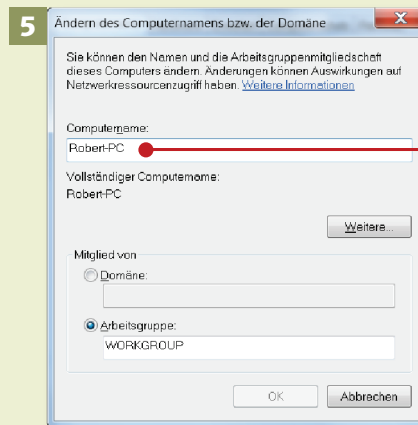 5
Ändern des Computernamens bzw. der Domäne
Sie können den Namen und die Arbeitsgruppenmitgliedschaft
dieses Computers ändern. Änderungen können Auswirkungen auf
Netzwerkressourcenzugriff haben. Weitere Informationen
Computername:
Robert-PC
Vollständiger Computername:
Robert-PC
Weitere...
Mitglied von
Domäne:
Arbeitsgruppe:
WORKGROUP
OK
Abbrechen